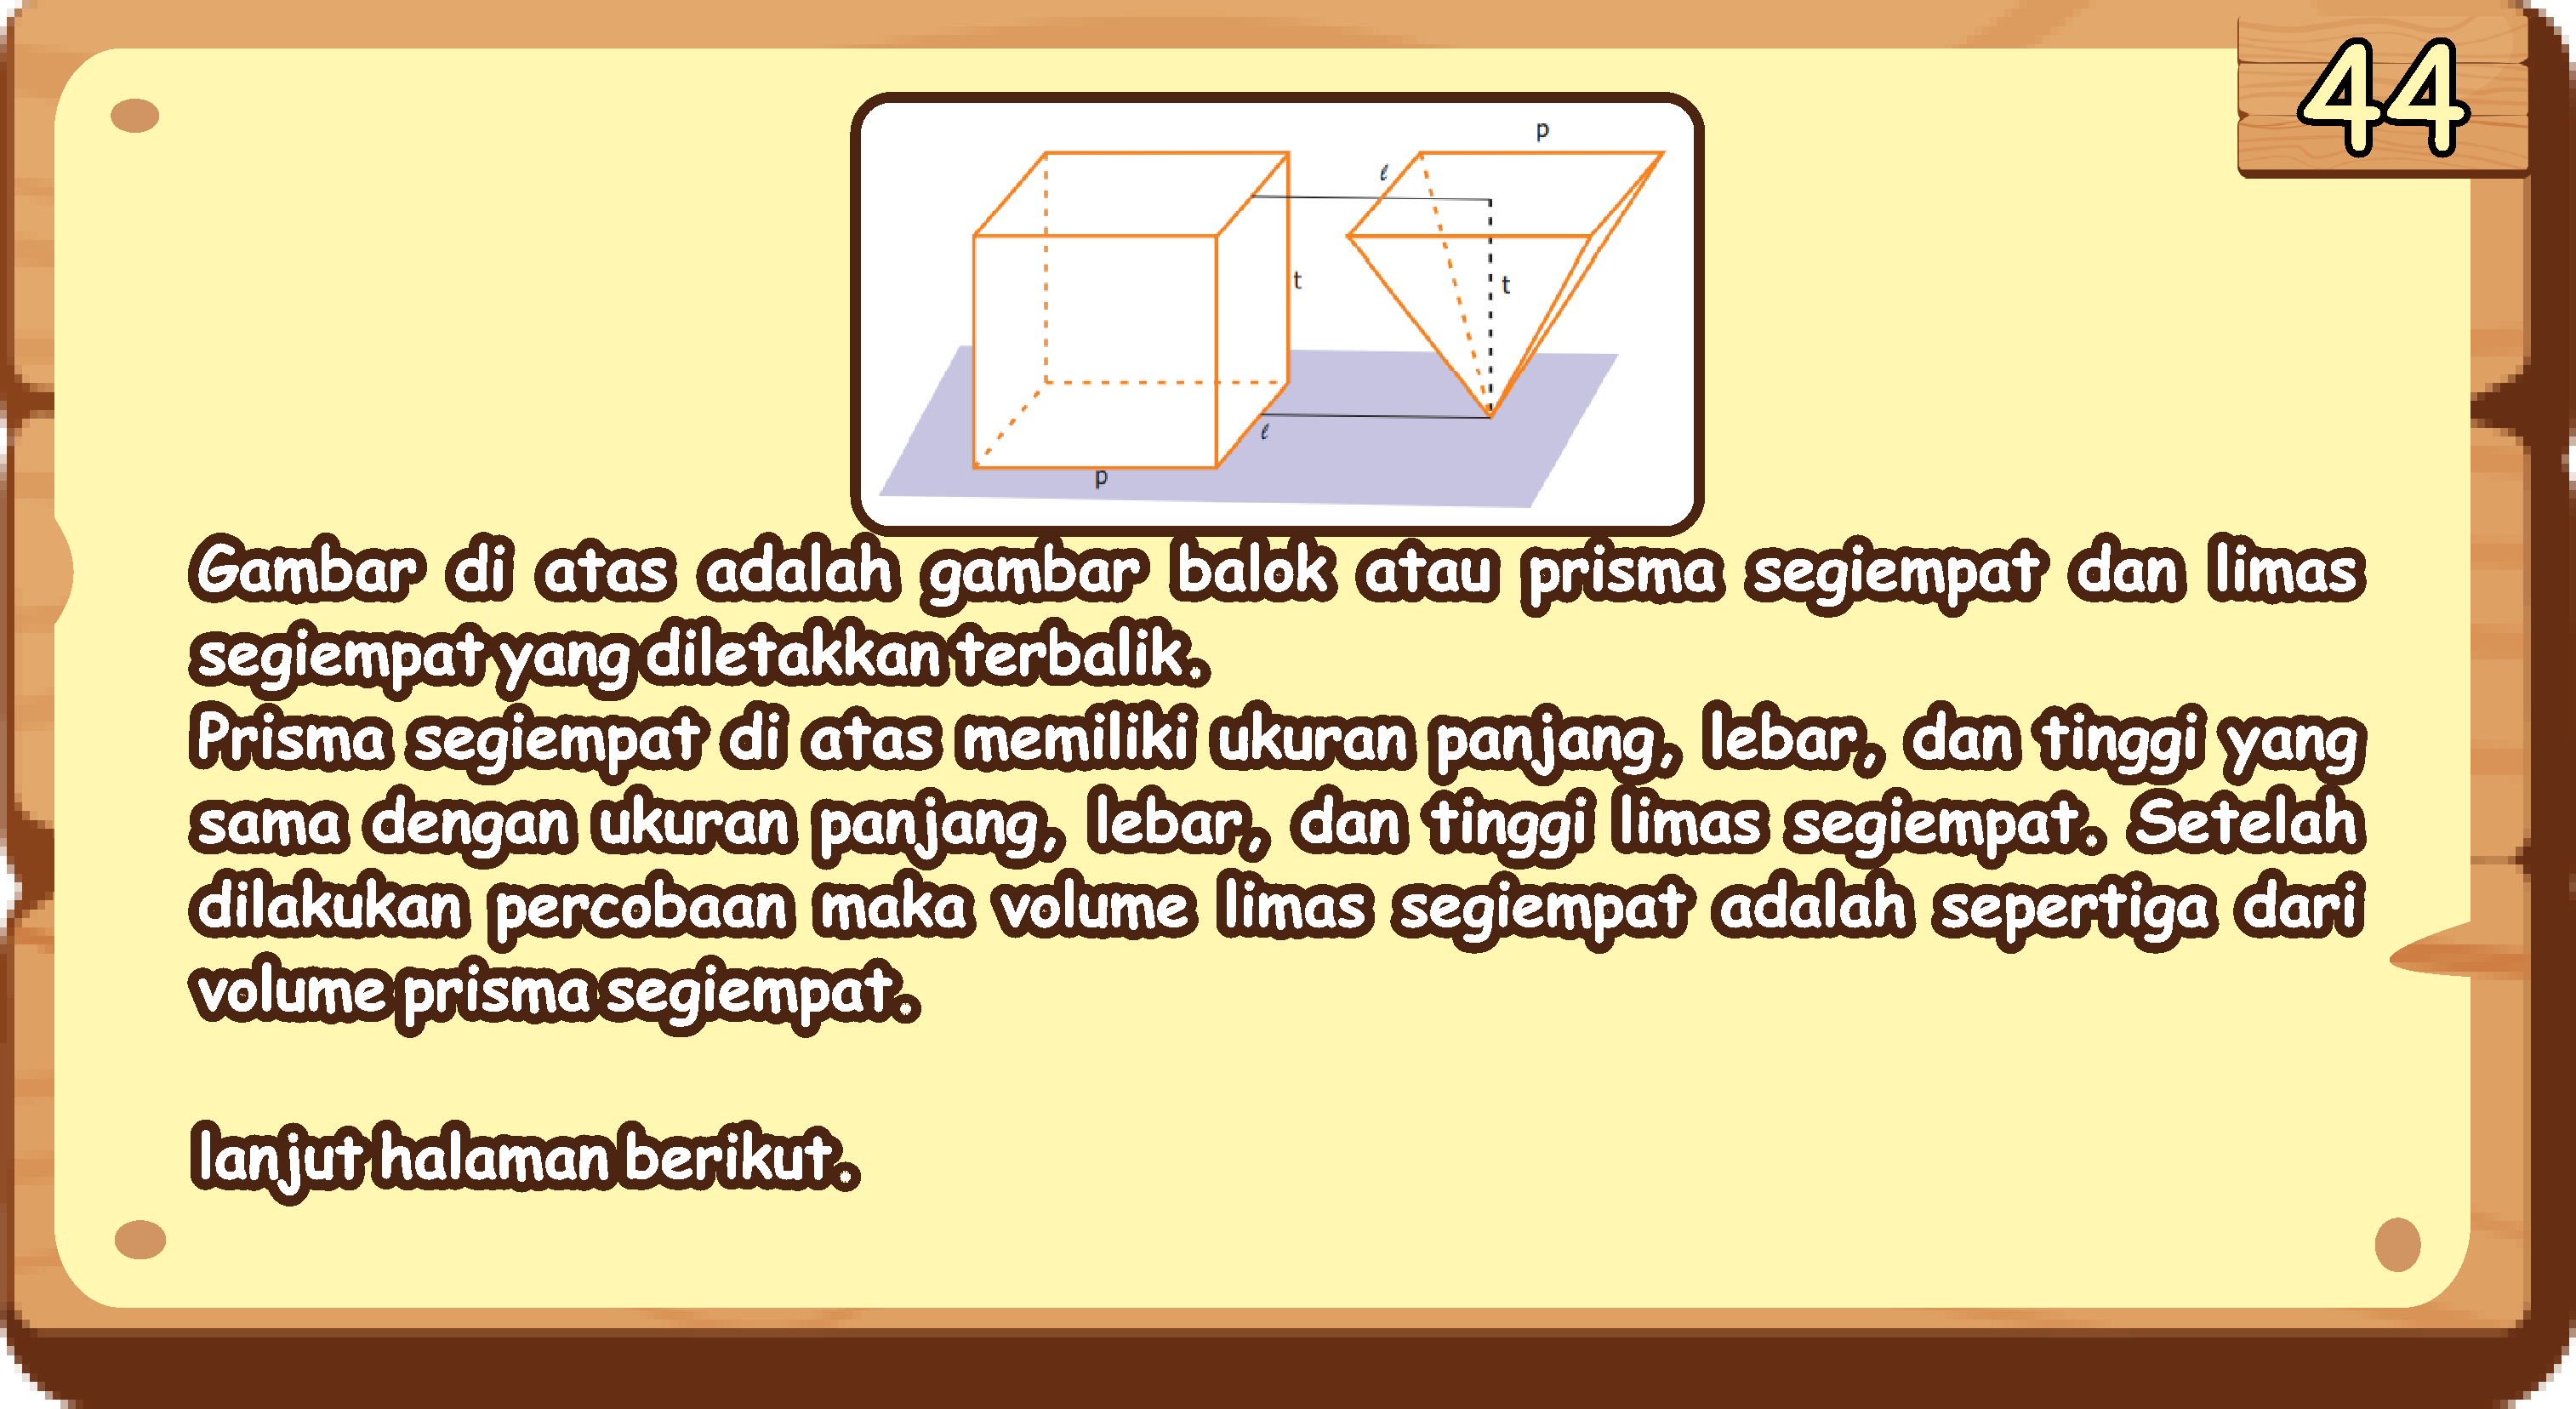 44
p
ℓ
t
t
ℓ
p
Gambar di atas adalah gambar balok atau prisma segiempat dan limas
segiempat yang diletakkan terbalik.
Prisma segiempat di atas memiliki ukuran panjang, lebar, dan tinggi yang
sama dengan ukuran panjang, lebar, dan tinggi limas segiempat. Setelah
dilakukan percobaan maka volume limas segiempat adalah sepertiga dari
volume prisma segiempat.
lanjut halaman berikut.